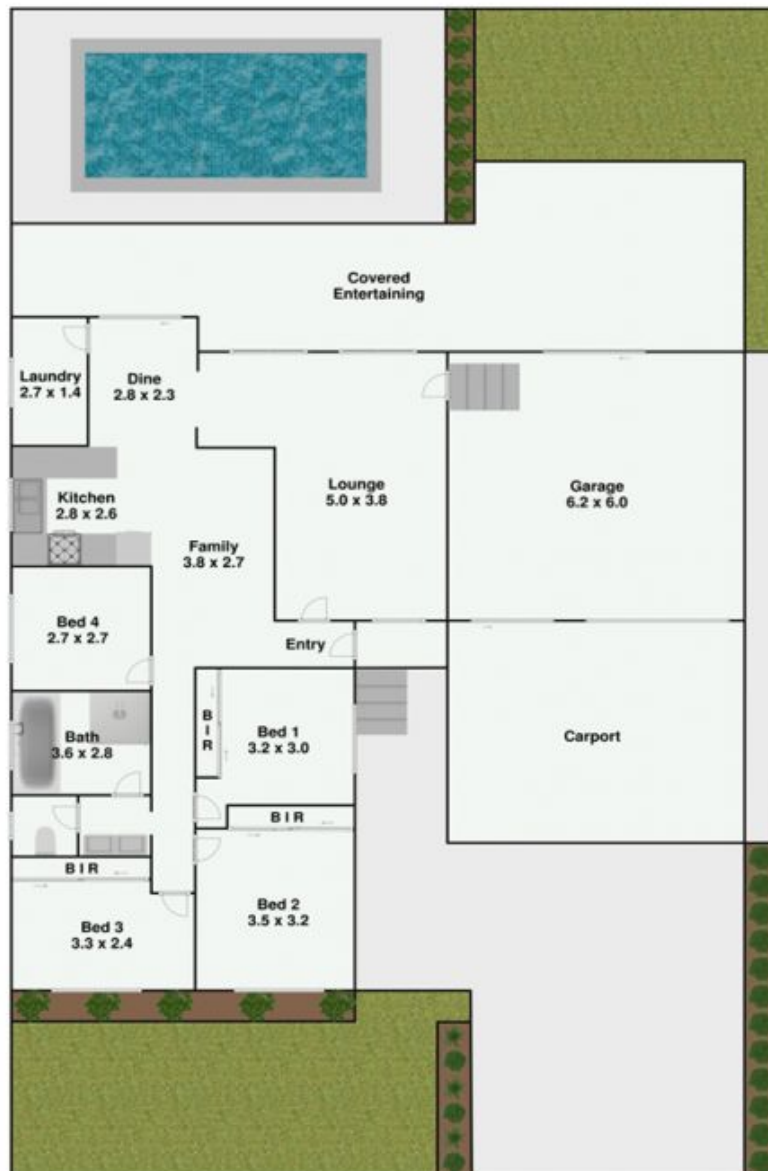 Covered
Entertaining
Laundry
2.7 x 1.4
Dine
2.8 x 2.3
Kitchen
2.8 x 2.6
Lounge
5.0 x 3.8
Garage
6.2 x 6.0
Family
3.8 x 2.7
Bed 4
2.7 x 2.7
Entry
Bath
3.6 x 2.8
B
I
R
Bed 1
3.2 x 3.0
Carport
B I R
B I R
Bed 2
3.5 x 3.2
Bed 3
3.3 x 2.4